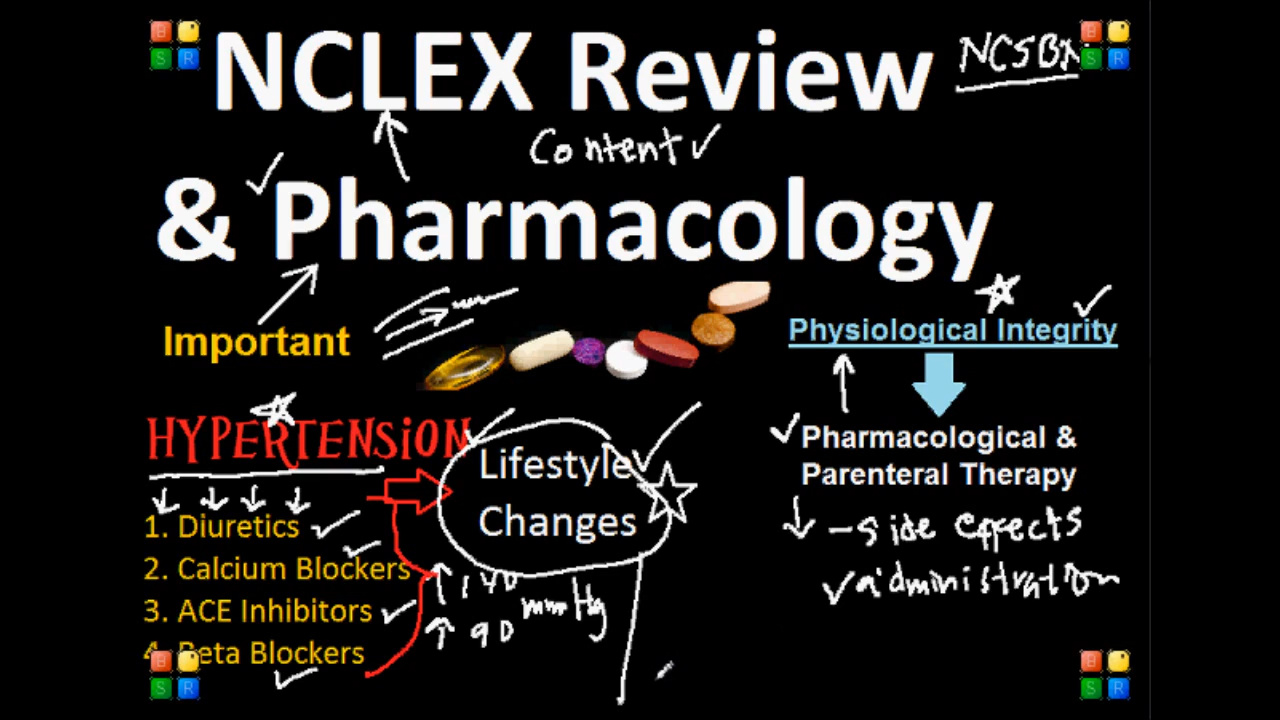 NCLEX Review
NCSBN
Content
& Pharmacology
Important
Physiological Integrity
Pharmacological &
Parenteral Therapy
- side effects
administration
HYPERTENSION
Lifestyle
Changes
1. Diuretics
2. Calcium Blockers
3. ACE Inhibitors
4. Beta Blockers
140
90 mmHg
B
S R
B
S R
B
S R
B
S R